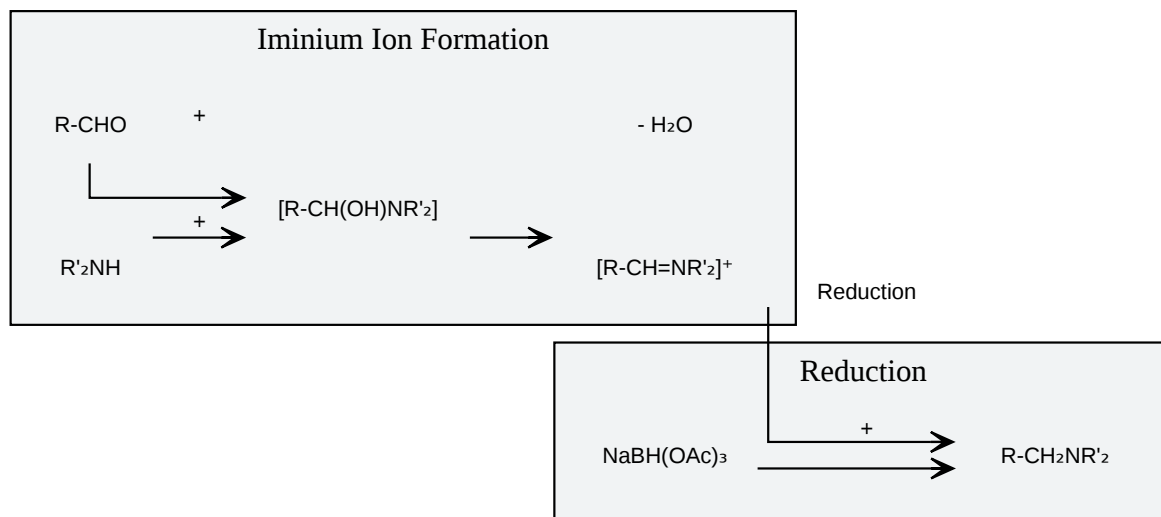 Iminium Ion Formation
R-CHO
+
- H₂O
+
[R-CH(OH)NR'₂]
R'₂NH
[R-CH=NR'₂]⁺
Reduction
Reduction
+
NaBH(OAc)₃
R-CH₂NR'₂